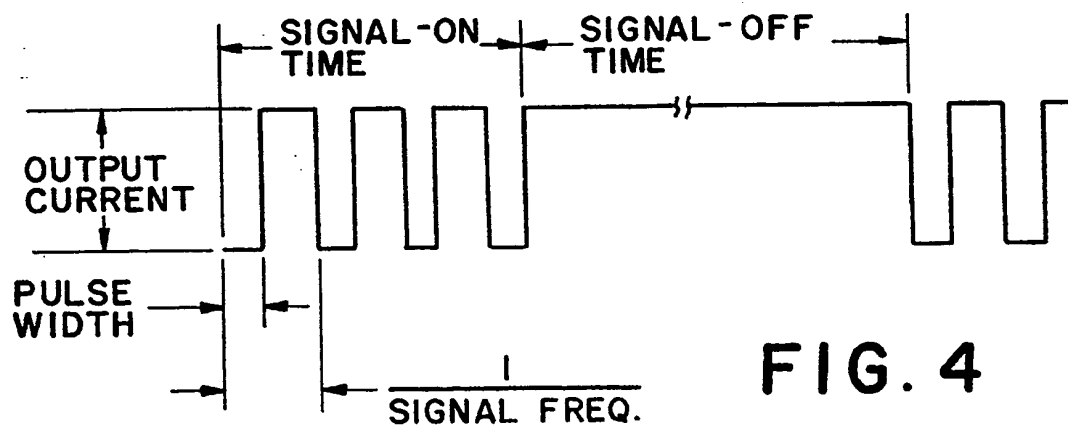 SIGNAL-ON
TIME
SIGNAL-OFF
TIME
OUTPUT
CURRENT
PULSE
WIDTH
1
SIGNAL FREQ.
FIG. 4